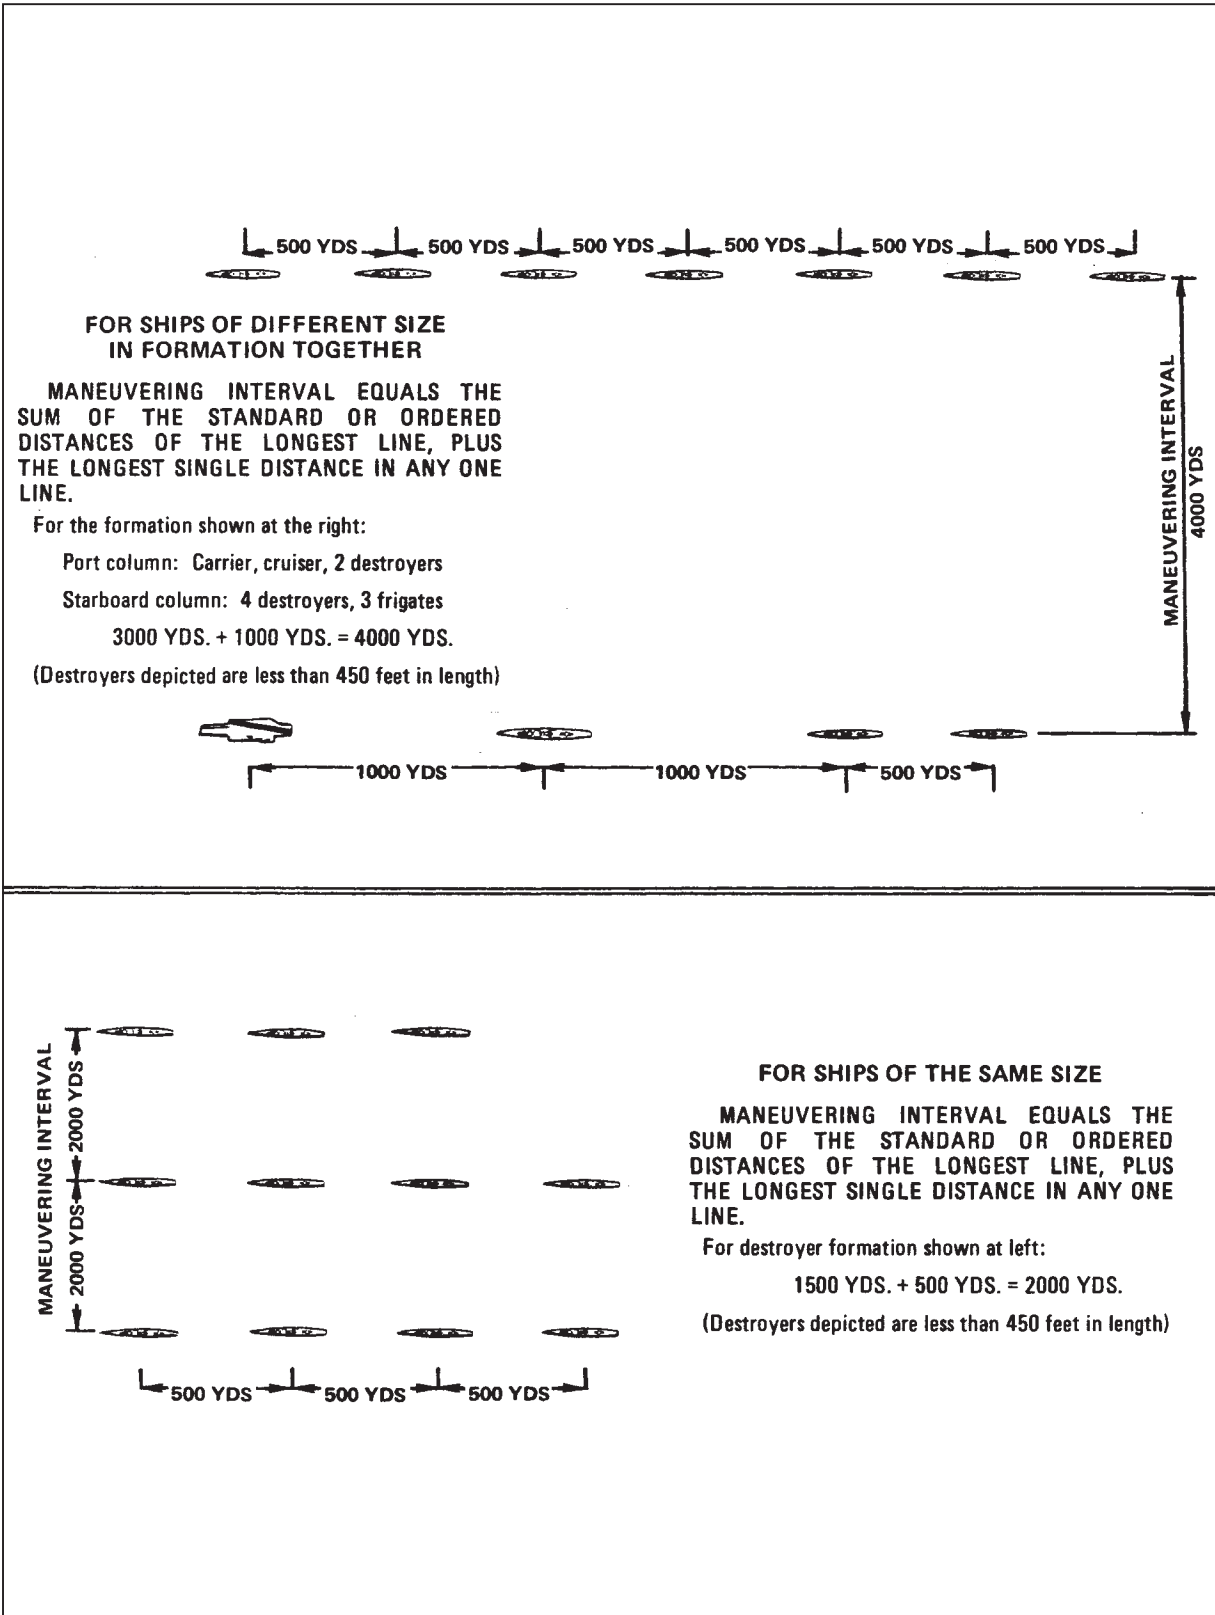 500 YDS 500 YDS 500 YDS 500 YDS 500 YDS 500 YDS
FOR SHIPS OF DIFFERENT SIZE
IN FORMATION TOGETHER
MANEUVERING INTERVAL EQUALS THE
SUM OF THE STANDARD OR ORDERED
DISTANCES OF THE LONGEST LINE, PLUS
THE LONGEST SINGLE DISTANCE IN ANY ONE
LINE.
For the formation shown at the right:
Port column: Carrier, cruiser, 2 destroyers
Starboard column: 4 destroyers, 3 frigates
3000 YDS. + 1000 YDS. = 4000 YDS.
(Destroyers depicted are less than 450 feet in length)
MANEUVERING INTERVAL
4000 YDS
1000 YDS 1000 YDS 500 YDS
MANEUVERING INTERVAL
2000 YDS
2000 YDS
500 YDS 500 YDS 500 YDS
FOR SHIPS OF THE SAME SIZE
MANEUVERING INTERVAL EQUALS THE
SUM OF THE STANDARD OR ORDERED
DISTANCES OF THE LONGEST LINE, PLUS
THE LONGEST SINGLE DISTANCE IN ANY ONE
LINE.
For destroyer formation shown at left:
1500 YDS. + 500 YDS. = 2000 YDS.
(Destroyers depicted are less than 450 feet in length)